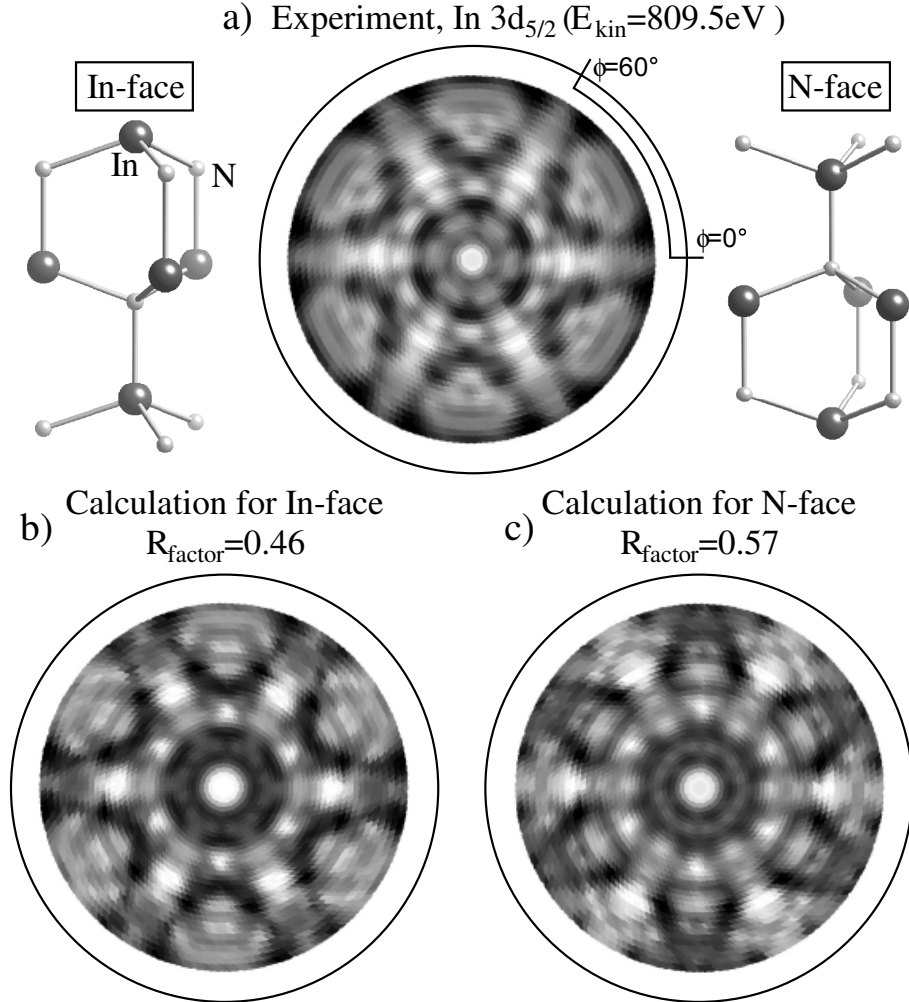 a) Experiment, In 3d5/2 (Ekin=809.5eV )
ϕ=60°
In-face
N-face
In
N
ϕ=0°
b) Calculation for In-face
Rfactor=0.46
c) Calculation for N-face
Rfactor=0.57